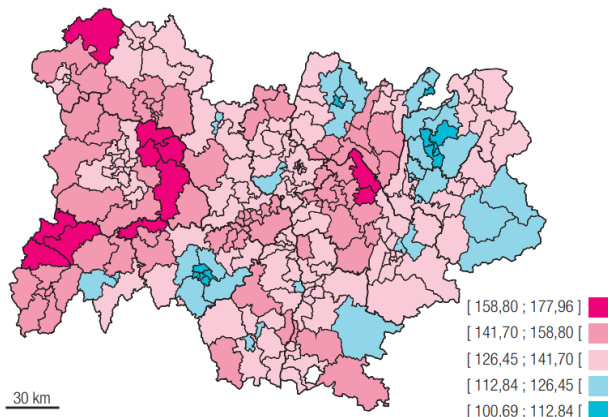 [ 158,80 ; 177,96 ]
[ 141,70 ; 158,80 [
[ 126,45 ; 141,70 [
[ 112,84 ; 126,45 [
[ 100,69 ; 112,84 [
30 km